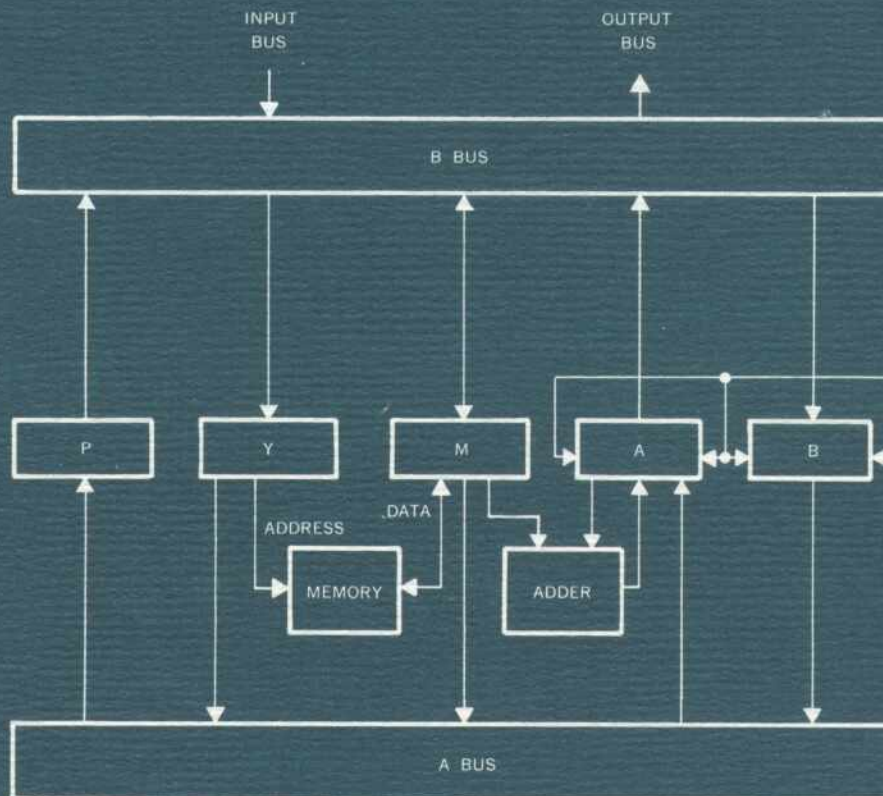 INPUT
BUS
OUTPUT
BUS
B BUS
P
Y
M
A
B
ADDRESS
DATA
MEMORY
ADDER
A BUS